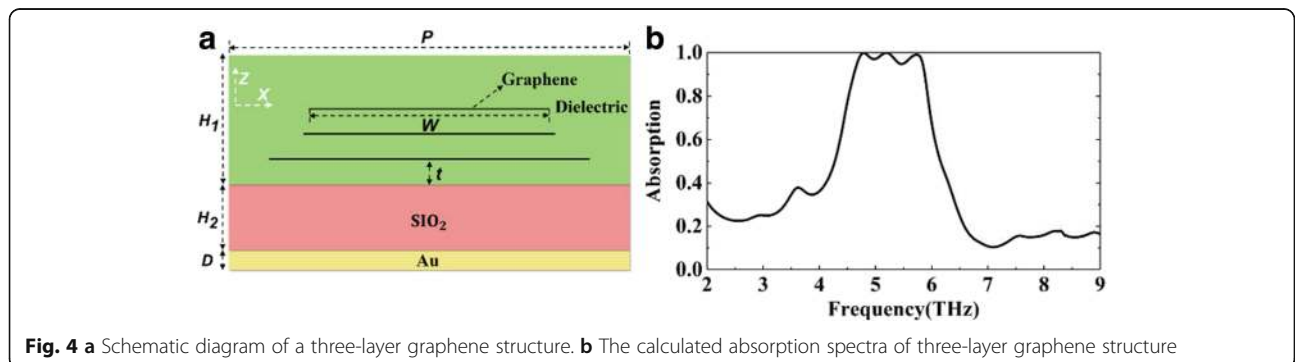 a
P
Z
X
Graphene
Dielectric
W
H1
t
H2
SIO2
D
Au
b
1.0
0.8
0.6
0.4
0.2
0.0
Absorption
2 3 4 5 6 7 8 9
Frequency(THz)
Fig. 4 a Schematic diagram of a three-layer graphene structure. b The calculated absorption spectra of three-layer graphene structure